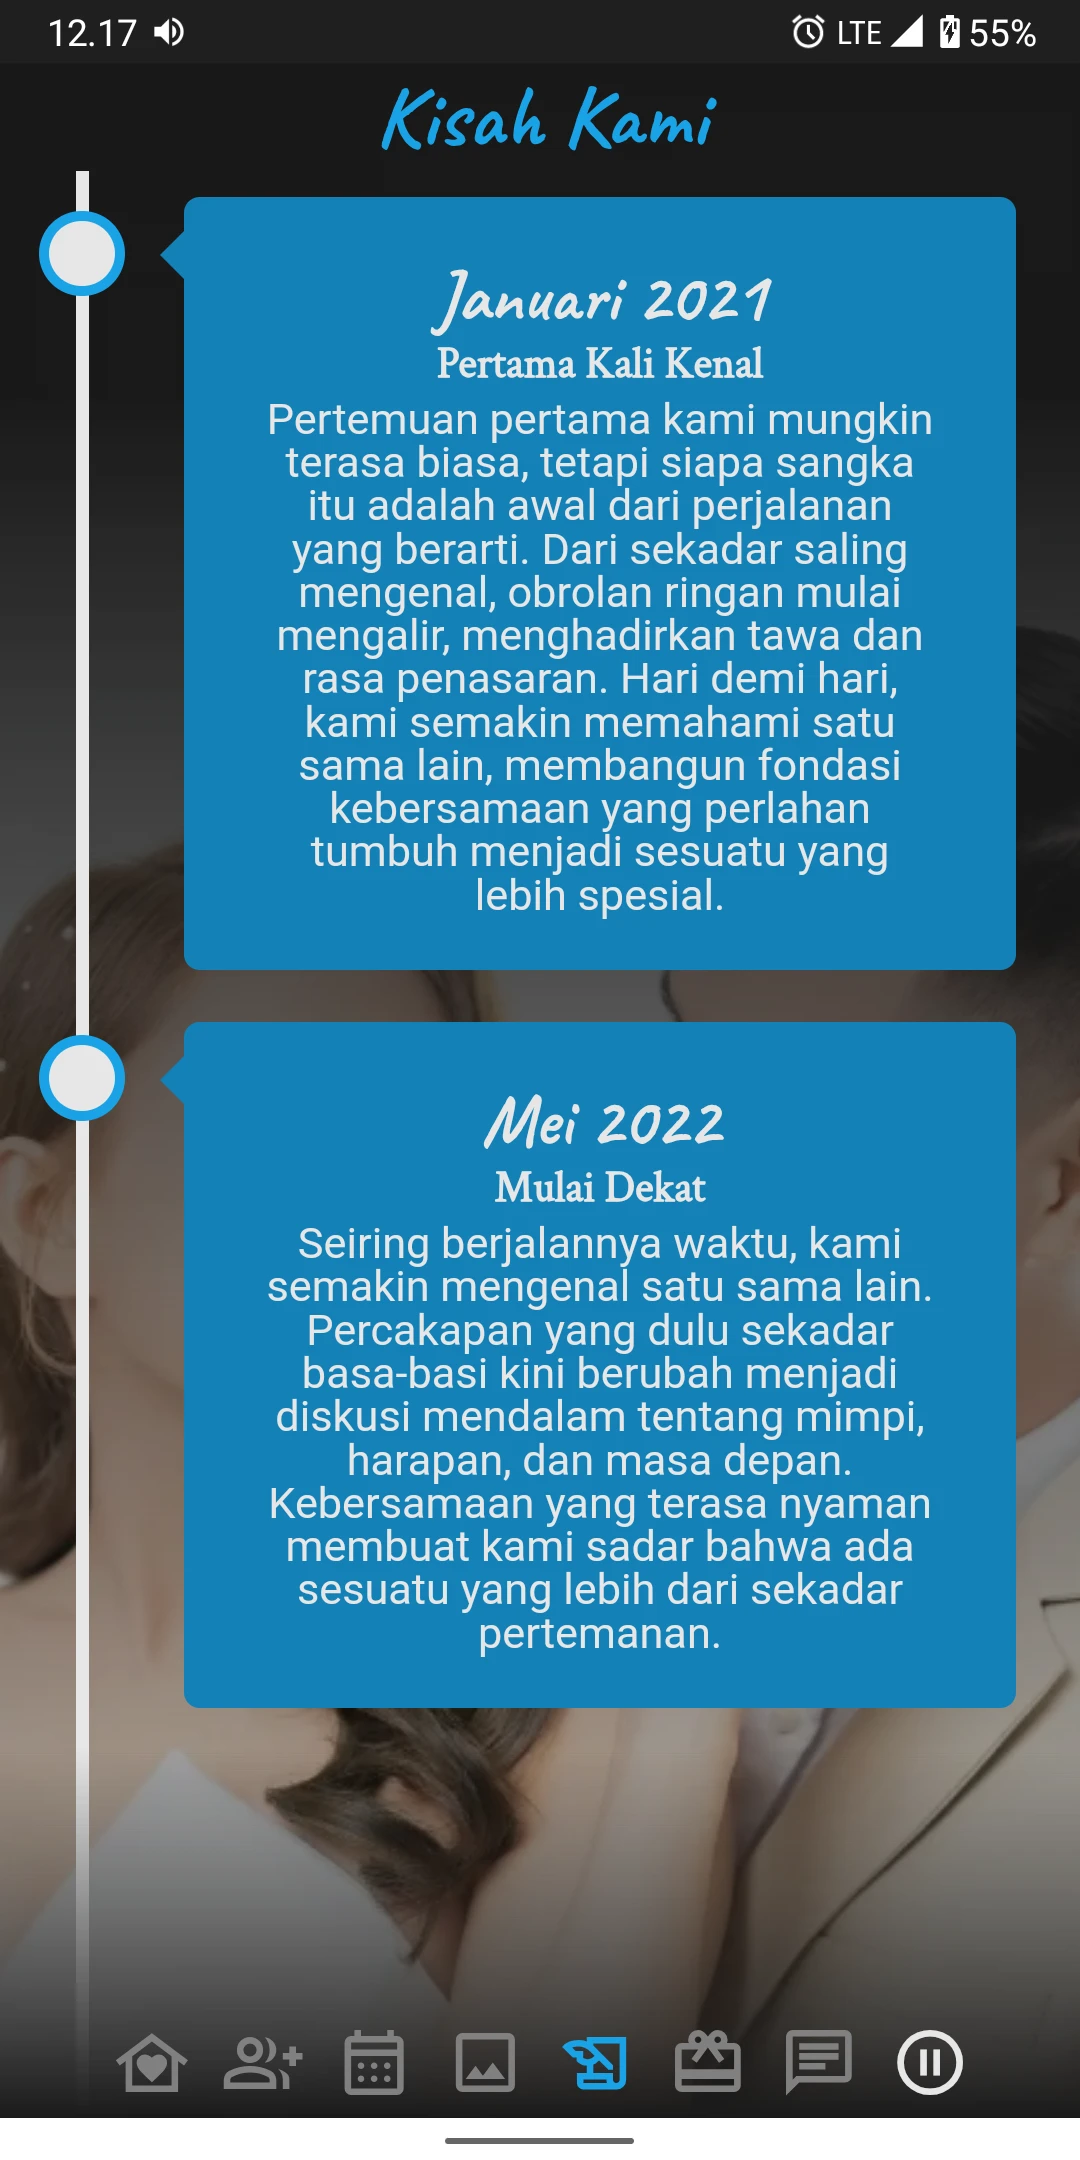 12.17
LTE
55%
Kisah Kami
Januari 2021
Pertama Kali Kenal
Pertemuan pertama kami mungkin
terasa biasa, tetapi siapa sangka
itu adalah awal dari perjalanan
yang berarti. Dari sekadar saling
mengenal, obrolan ringan mulai
mengalir, menghadirkan tawa dan
rasa penasaran. Hari demi hari,
kami semakin memahami satu
sama lain, membangun fondasi
kebersamaan yang perlahan
tumbuh menjadi sesuatu yang
lebih spesial.
Mei 2022
Mulai Dekat
Seiring berjalannya waktu, kami
semakin mengenal satu sama lain.
Percakapan yang dulu sekadar
basa-basi kini berubah menjadi
diskusi mendalam tentang mimpi,
harapan, dan masa depan.
Kebersamaan yang terasa nyaman
membuat kami sadar bahwa ada
sesuatu yang lebih dari sekadar
pertemanan.